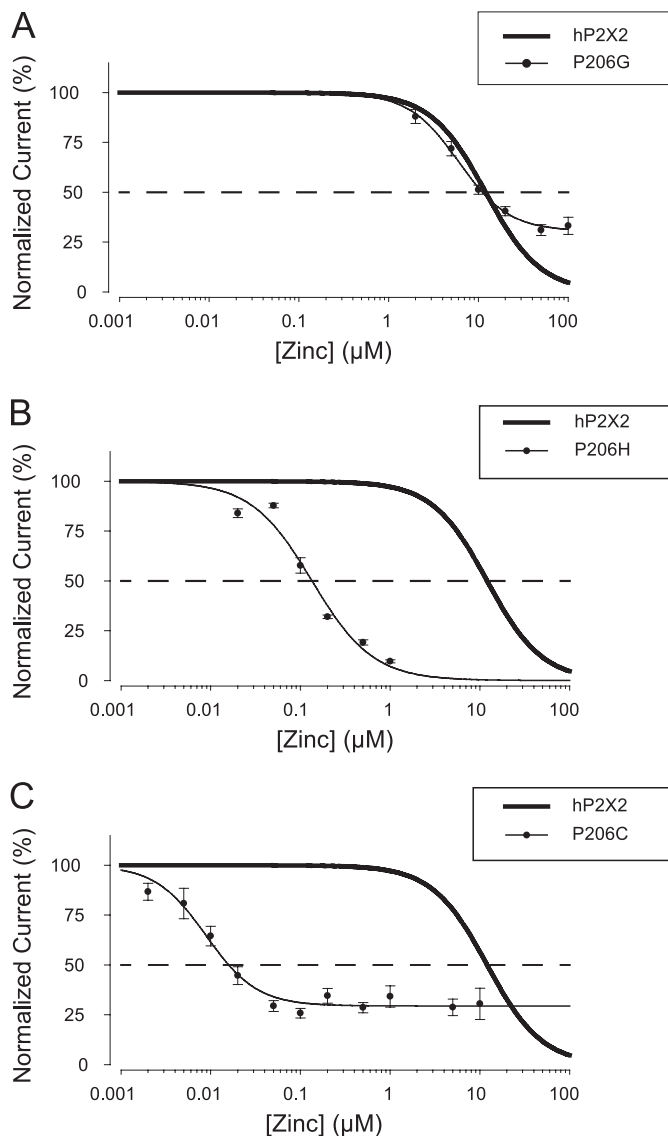 A
hP2X2
P206G
Normalized Current (%)
100
75
50
25
0
0.001 0.01 0.1 1 10 100
[Zinc] (µM)
B
hP2X2
P206H
Normalized Current (%)
100
75
50
25
0
0.001 0.01 0.1 1 10 100
[Zinc] (µM)
C
hP2X2
P206C
Normalized Current (%)
100
75
50
25
0
0.001 0.01 0.1 1 10 100
[Zinc] (µM)